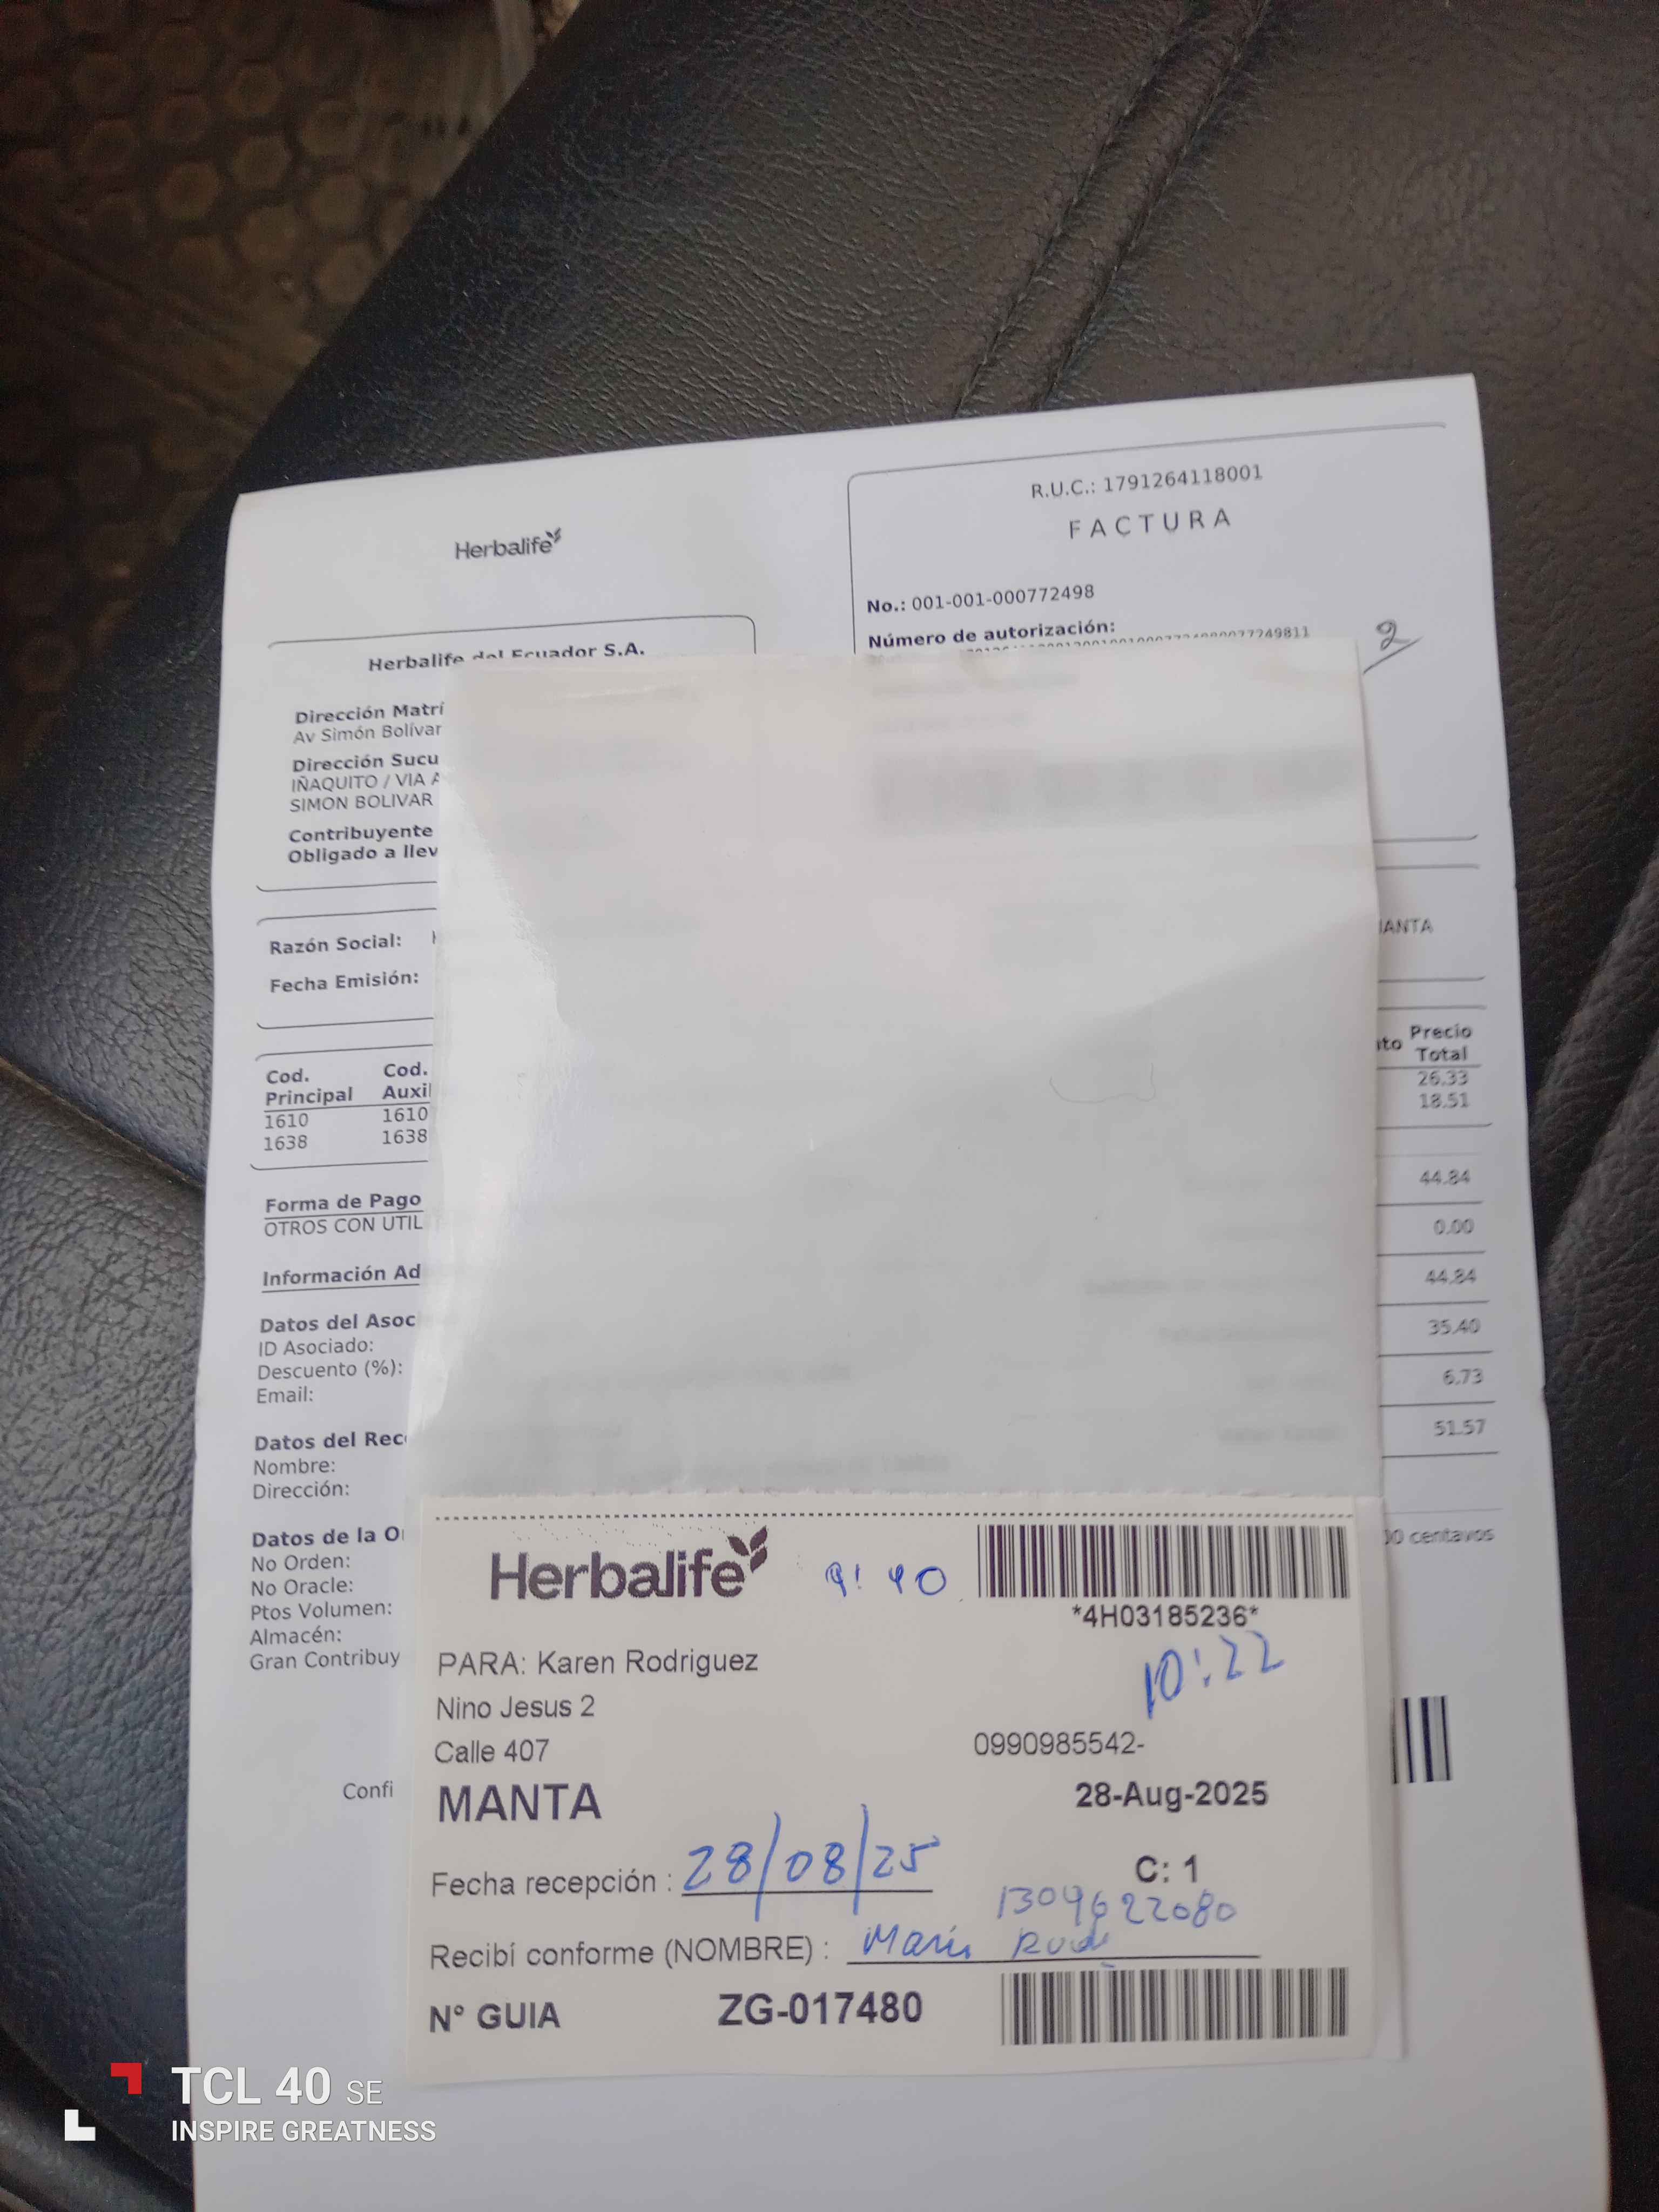 Herbalife
R.U.C.: 1791264118001
FACTURA
No.: 001-001-000772498
Número de autorización:
2
Herbalife del Ecuador S.A.
Dirección Matrí
Av Simón Bolívar
Dirección Sucu
IÑAQUITO / VIA A
SIMON BOLIVAR
Contribuyente
Obligado a llev
Razón Social:
Fecha Emisión:
IANTA
Cod. Principal Cod. Auxil
1610 1610
1638 1638
nto Precio Total
26.33
18.51
44.84
0.00
44.84
35.40
6.73
51.57
Forma de Pago
OTROS CON UTIL
Información Ad
Datos del Asoc
ID Asociado:
Descuento (%):
Email:
Datos del Rec
Nombre:
Dirección:
Datos de la O
No Orden:
No Oracle:
Ptos Volumen:
Almacén:
Gran Contribuy
centavos
Confi
Herbalife
9:40
*4H03185236*
10:22
PARA: Karen Rodriguez
Nino Jesus 2
Calle 407
0990985542-
MANTA
28-Aug-2025
Fecha recepción : 28/08/25
C: 1
1309622080
Recibí conforme (NOMBRE) : María
N° GUIA ZG-017480
TCL 40 SE
INSPIRE GREATNESS